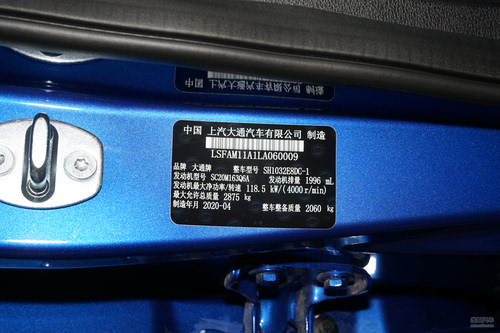 中国 上汽大通汽车有限公司 制造
LSFAM11A1LA060009
品牌 大通牌 整车型号 SH1032E8DC-1
发动机型号 SC20M163Q6A 发动机排量 1996 mL
发动机最大净功率/转速 118.5 kW/(4000r/min)
最大允许总质量 2875 kg
制造年月 2020-04 整车整备质量 2060 kg